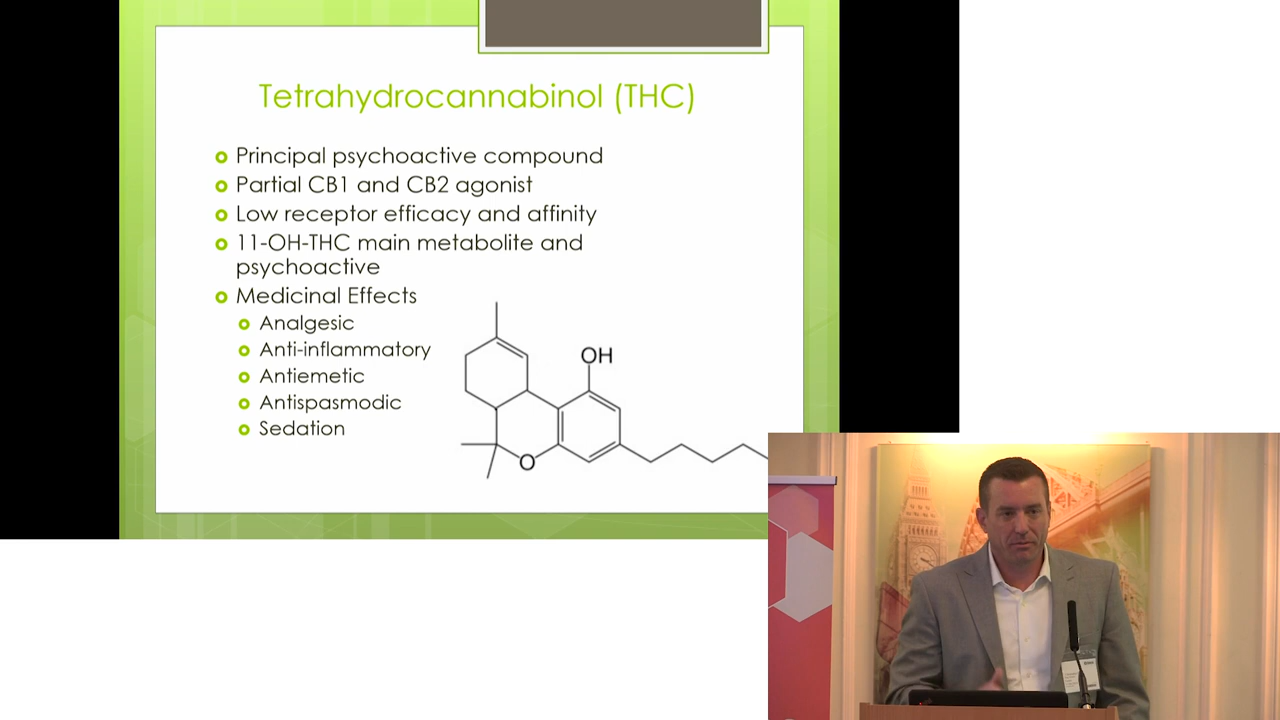 Tetrahydrocannabinol (THC)
Principal psychoactive compound
Partial CB1 and CB2 agonist
Low receptor efficacy and affinity
11-OH-THC main metabolite and
psychoactive
Medicinal Effects
Analgesic
Anti-inflammatory
Antiemetic
Antispasmodic
Sedation
OH
O